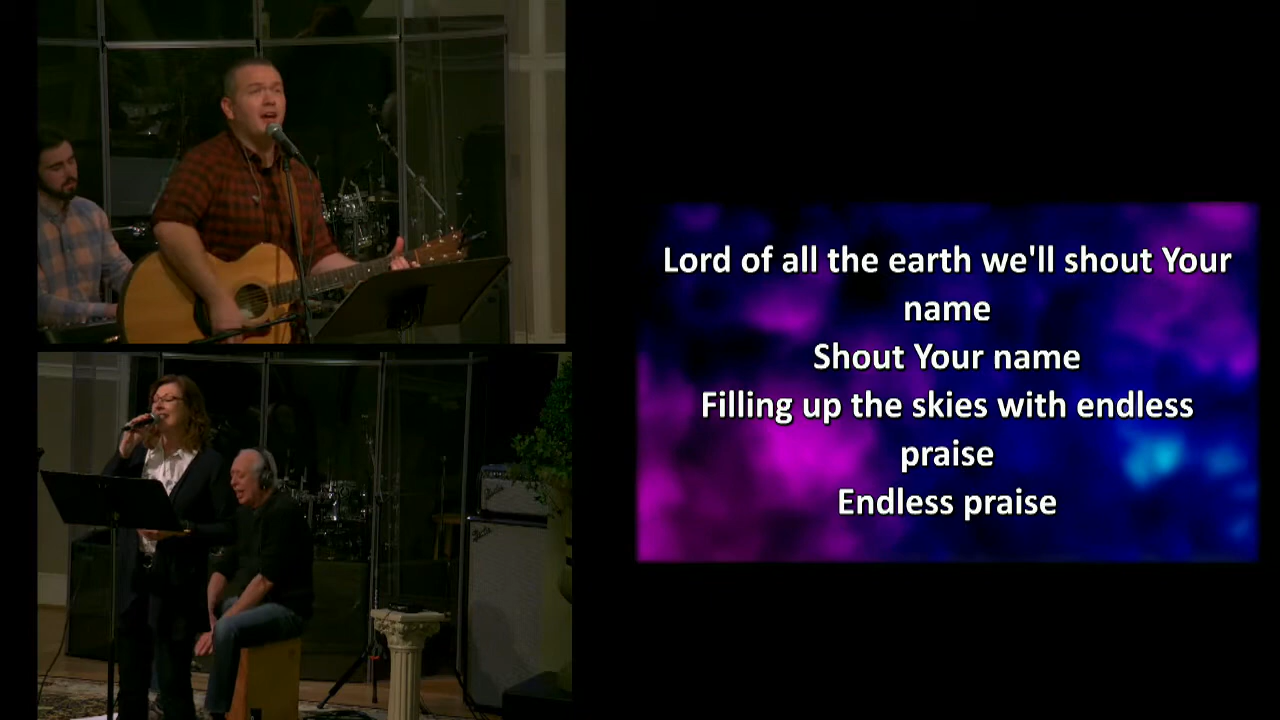 Lord of all the earth we'll shout Your
name
Shout Your name
Filling up the skies with endless
praise
Endless praise